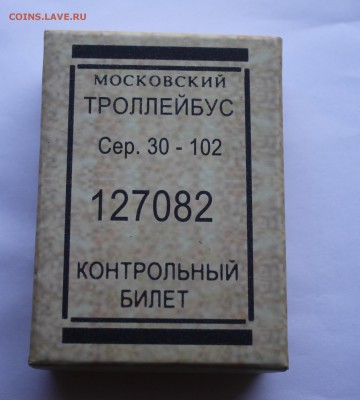 COINS.LAVE.RU
МОСКОВСКИЙ
ТРОЛЛЕЙБУС
Сер. 30 - 102
127082
КОНТРОЛЬНЫЙ
БИЛЕТ